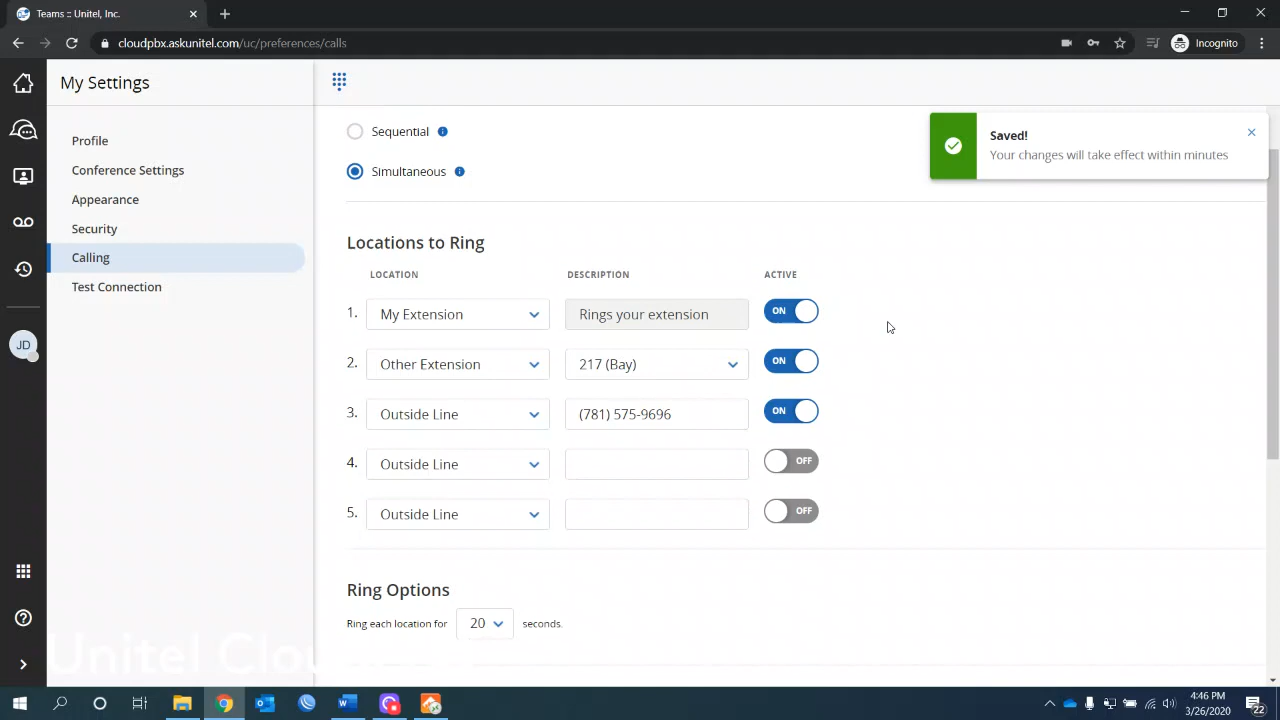 Teams :: Unitel, Inc.
cloudpbx.askunitel.com/uc/preferences/calls
Incognito
My Settings
Profile
Conference Settings
Appearance
Security
Calling
Test Connection
JD
Sequential
Simultaneous
Saved!
Your changes will take effect within minutes
Locations to Ring
LOCATION DESCRIPTION ACTIVE
1. My Extension Rings your extension ON
2. Other Extension 217 (Bay) ON
3. Outside Line (781) 575-9696 ON
4. Outside Line OFF
5. Outside Line OFF
Ring Options
Ring each location for 20 seconds.
Unitel Clou
4:46 PM
3/26/2020
22